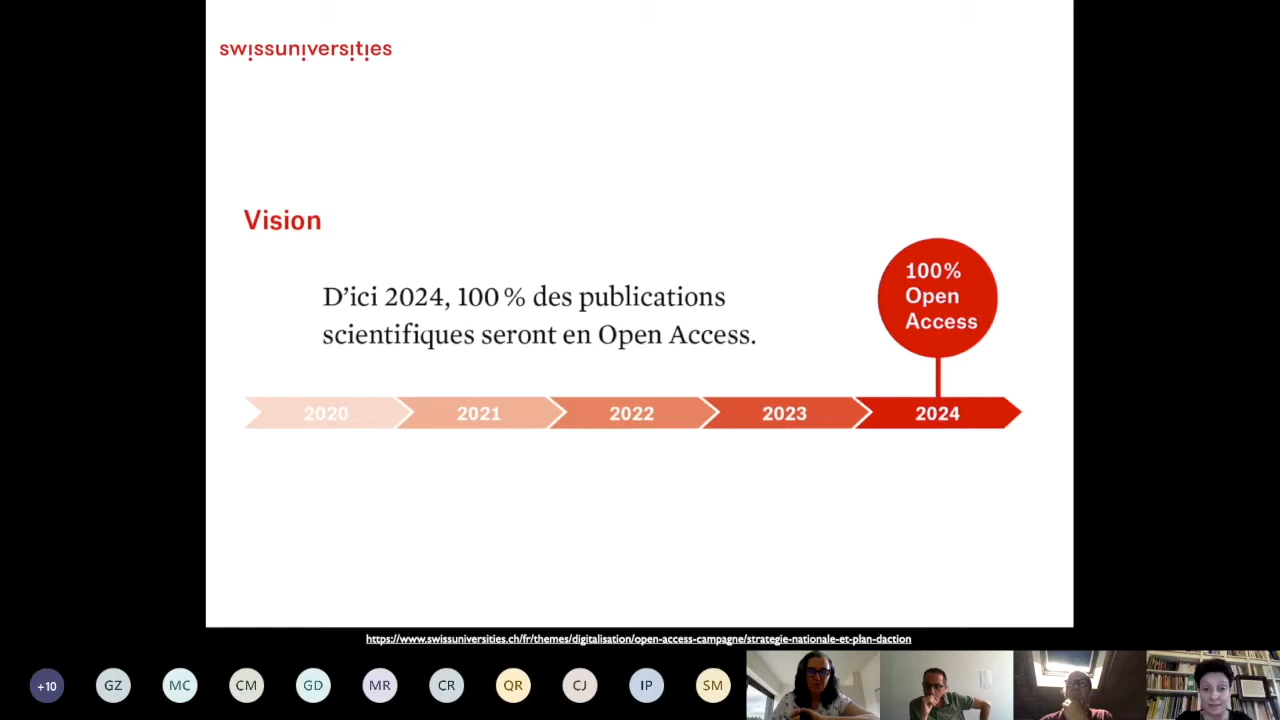 swissuniversities
Vision
D’ici 2024, 100 % des publications
scientifiques seront en Open Access.
100%
Open
Access
2020 2021 2022 2023 2024
https://www.swissuniversities.ch/fr/themes/digitalisation/open-access-campagne/strategie-nationale-et-plan-daction
+10 GZ MC CM GD MR CR QR CJ IP SM